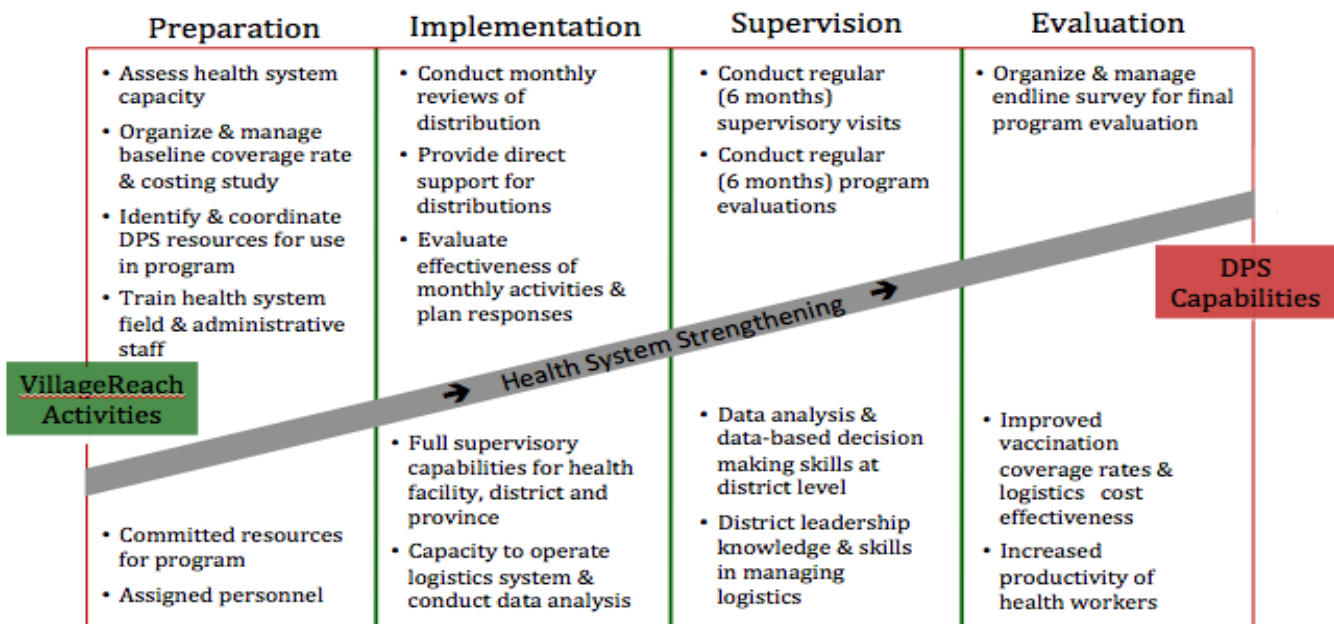 Preparation
Implementation
Supervision
Evaluation
• Assess health system
capacity
• Organize & manage
baseline coverage rate
& costing study
• Identify & coordinate
DPS resources for use
in program
• Train health system
field & administrative
staff
• Conduct monthly
reviews of
distribution
• Provide direct
support for
distributions
• Evaluate
effectiveness of
monthly activities &
plan responses
• Conduct regular
(6 months)
supervisory visits
• Conduct regular
(6 months) program
evaluations
• Organize & manage
endline survey for final
program evaluation
VillageReach
Activities
→ Health System Strengthening →
DPS
Capabilities
• Committed resources
for program
• Assigned personnel
• Full supervisory
capabilities for health
facility, district and
province
• Capacity to operate
logistics system &
conduct data analysis
• Data analysis &
data-based decision
making skills at
district level
• District leadership
knowledge & skills
in managing
logistics
• Improved
vaccination
coverage rates &
logistics cost
effectiveness
• Increased
productivity of
health workers